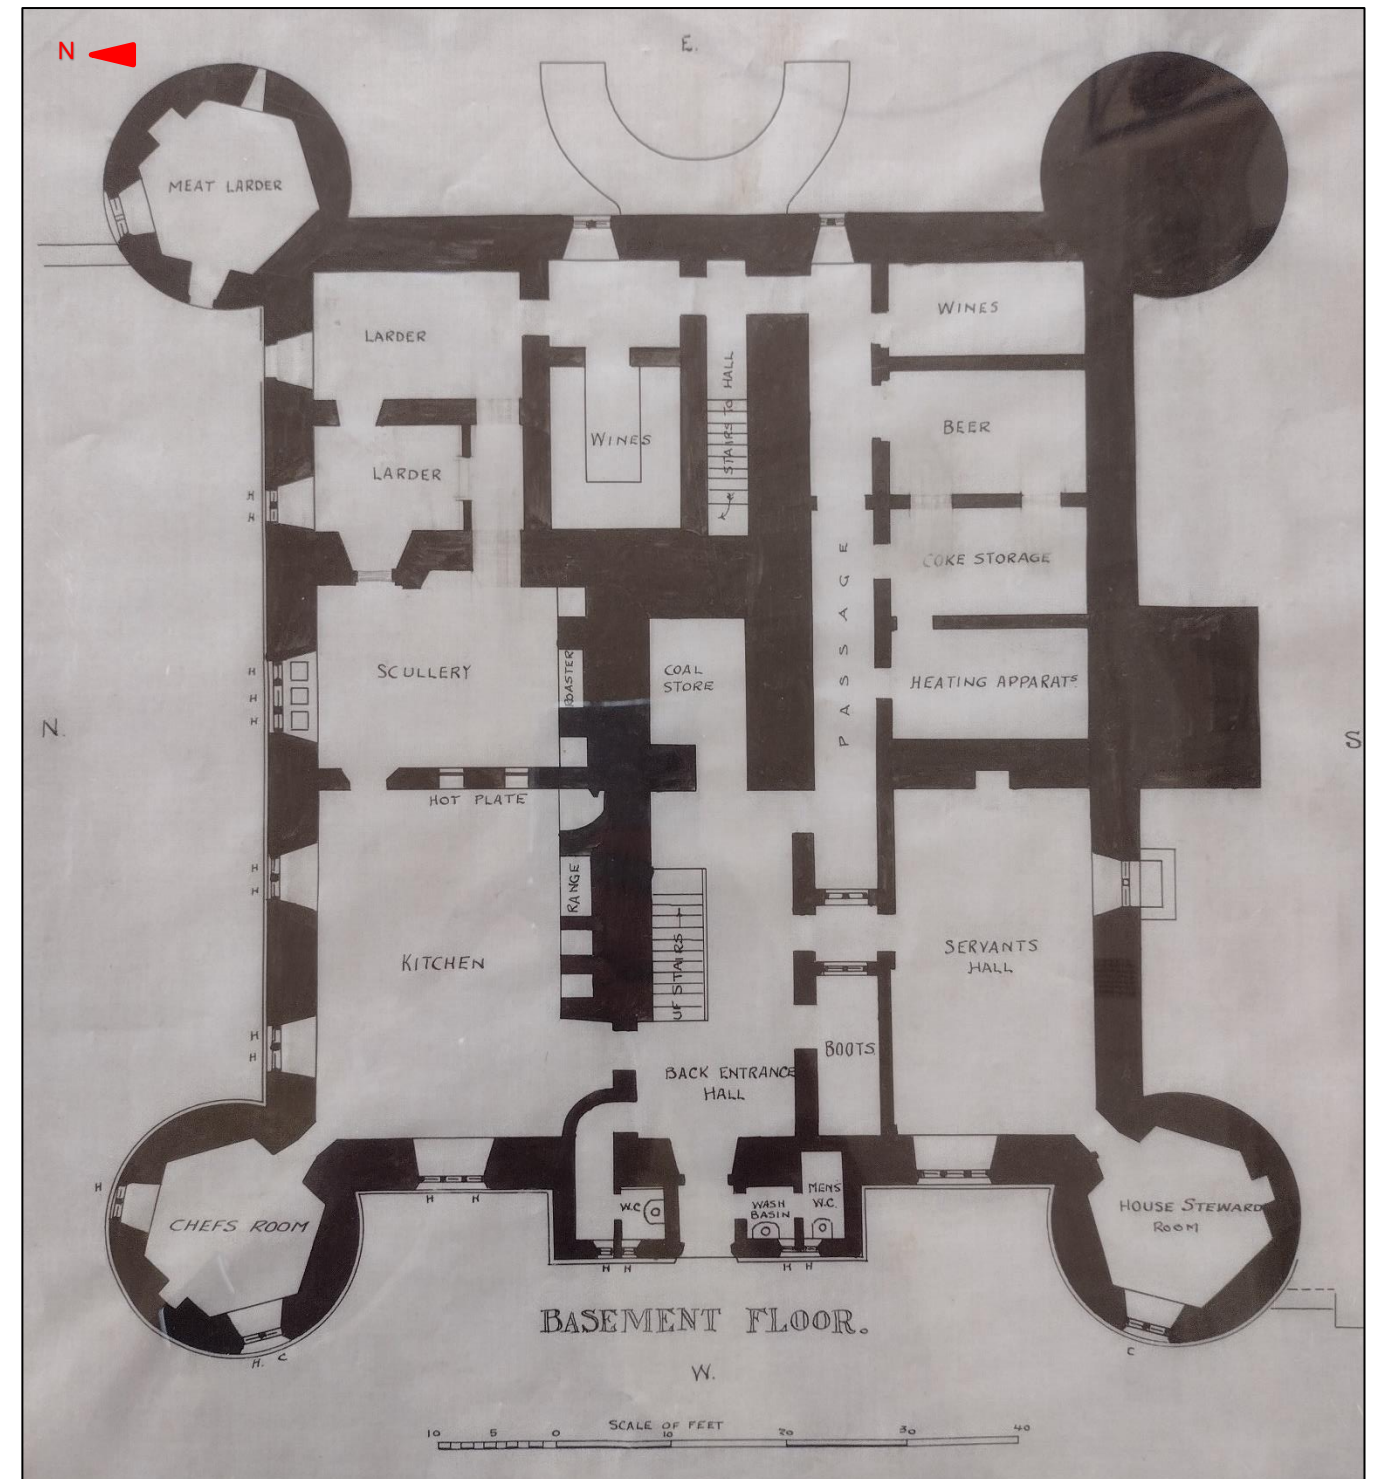 N
E.
MEAT LARDER
LARDER
WINES
STAIRS TO HALL
WINES
BEER
LARDER
H
H
PASSAGE
COKE STORAGE
SCULLERY
ROASTER
COAL
STORE
HEATING APPARATS
H
H
H
N.
S
HOT PLATE
RANGE
H
H
KITCHEN
UP STAIRS
SERVANTS
HALL
H
H
BOOTS
BACK ENTRANCE
HALL
H
CHEFS ROOM
H
H
W.C
WASH
BASIN
MENS
W.C.
HOUSE STEWARD
ROOM
H
H
H
H
H. C
C
BASEMENT FLOOR.
W.
SCALE OF FEET
10 5 0 10 20 30 40